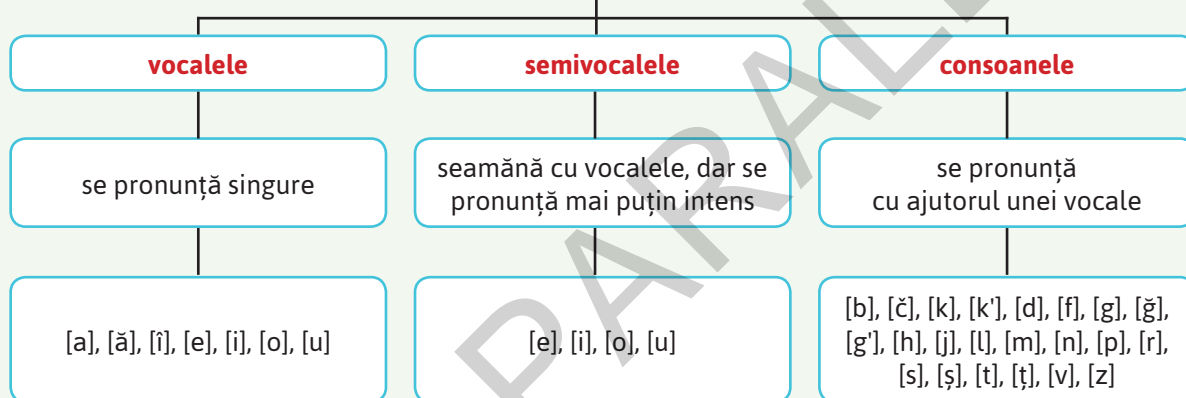 vocalele
semivocalele
consoanele
se pronunță singure
seamănă cu vocalele, dar se
pronunță mai puțin intens
se pronunță
cu ajutorul unei vocale
[a], [ă], [î], [e], [i], [o], [u]
[e], [i], [o], [u]
[b], [č], [k], [k'], [d], [f], [g], [ğ],
[g'], [h], [j], [l], [m], [n], [p], [r],
[s], [ș], [t], [ț], [v], [z]